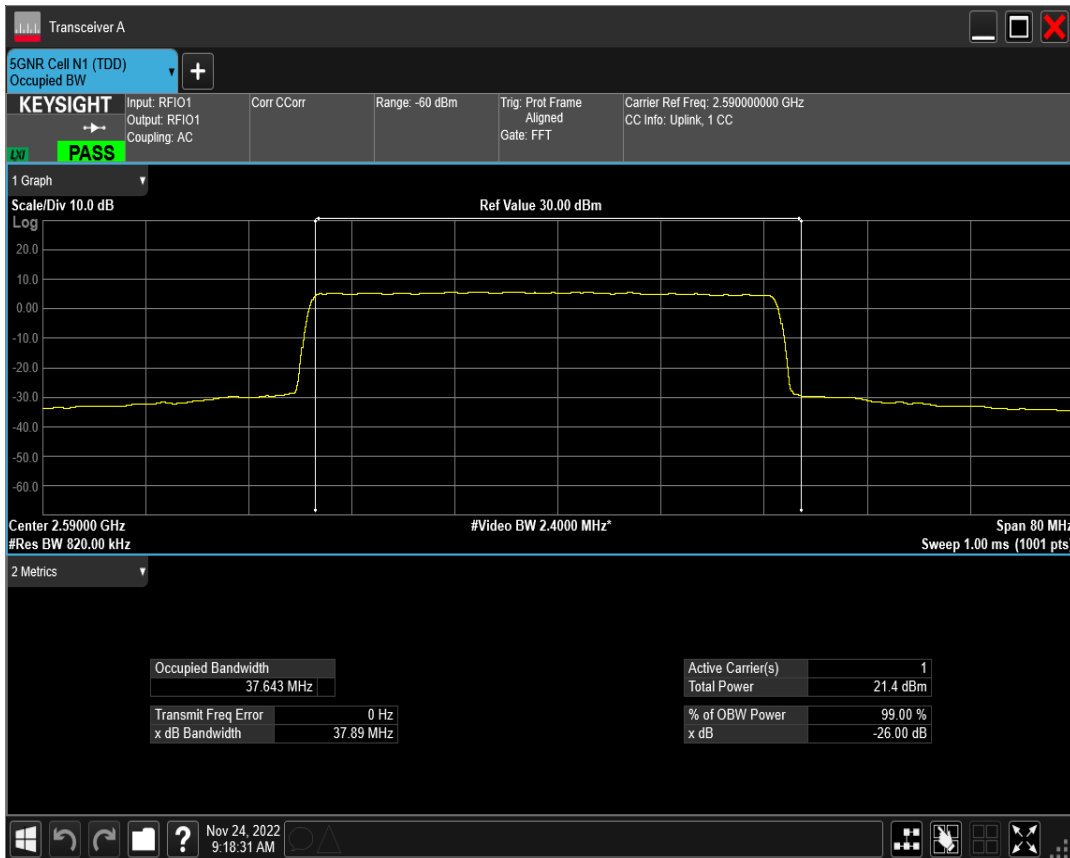 Transceiver A
5GNR Cell N1 (TDD)
Occupied BW
+
KEYSIGHT
LXI
PASS
Input: RFIO1
Output: RFIO1
Coupling: AC
Corr CCorr
Range: -60 dBm
Trig: Prot Frame
Aligned
Gate: FFT
Carrier Ref Freq: 2.590000000 GHz
CC Info: Uplink, 1 CC
1 Graph
Scale/Div 10.0 dB
Ref Value 30.00 dBm
Log
20.0
10.0
0.00
-10.0
-20.0
-30.0
-40.0
-50.0
-60.0
Center 2.59000 GHz
#Video BW 2.4000 MHz*
Span 80 MHz
#Res BW 820.00 kHz
Sweep 1.00 ms (1001 pts)
2 Metrics
Occupied Bandwidth
37.643 MHz
Transmit Freq Error 0 Hz
x dB Bandwidth 37.89 MHz
Active Carrier(s) 1
Total Power 21.4 dBm
% of OBW Power 99.00 %
x dB -26.00 dB
?
Nov 24, 2022
9:18:31 AM